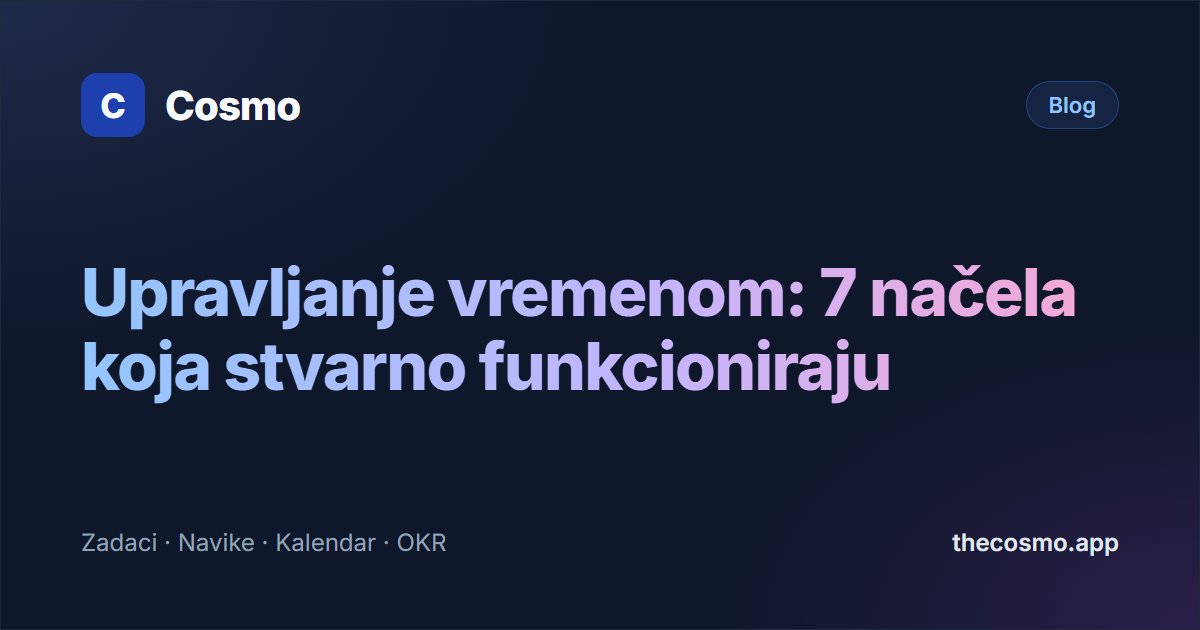 C
Cosmo
Blog
Upravljanje vremenom: 7 načela
koja stvarno funkcioniraju
Zadaci · Navike · Kalendar · OKR
thecosmo.app